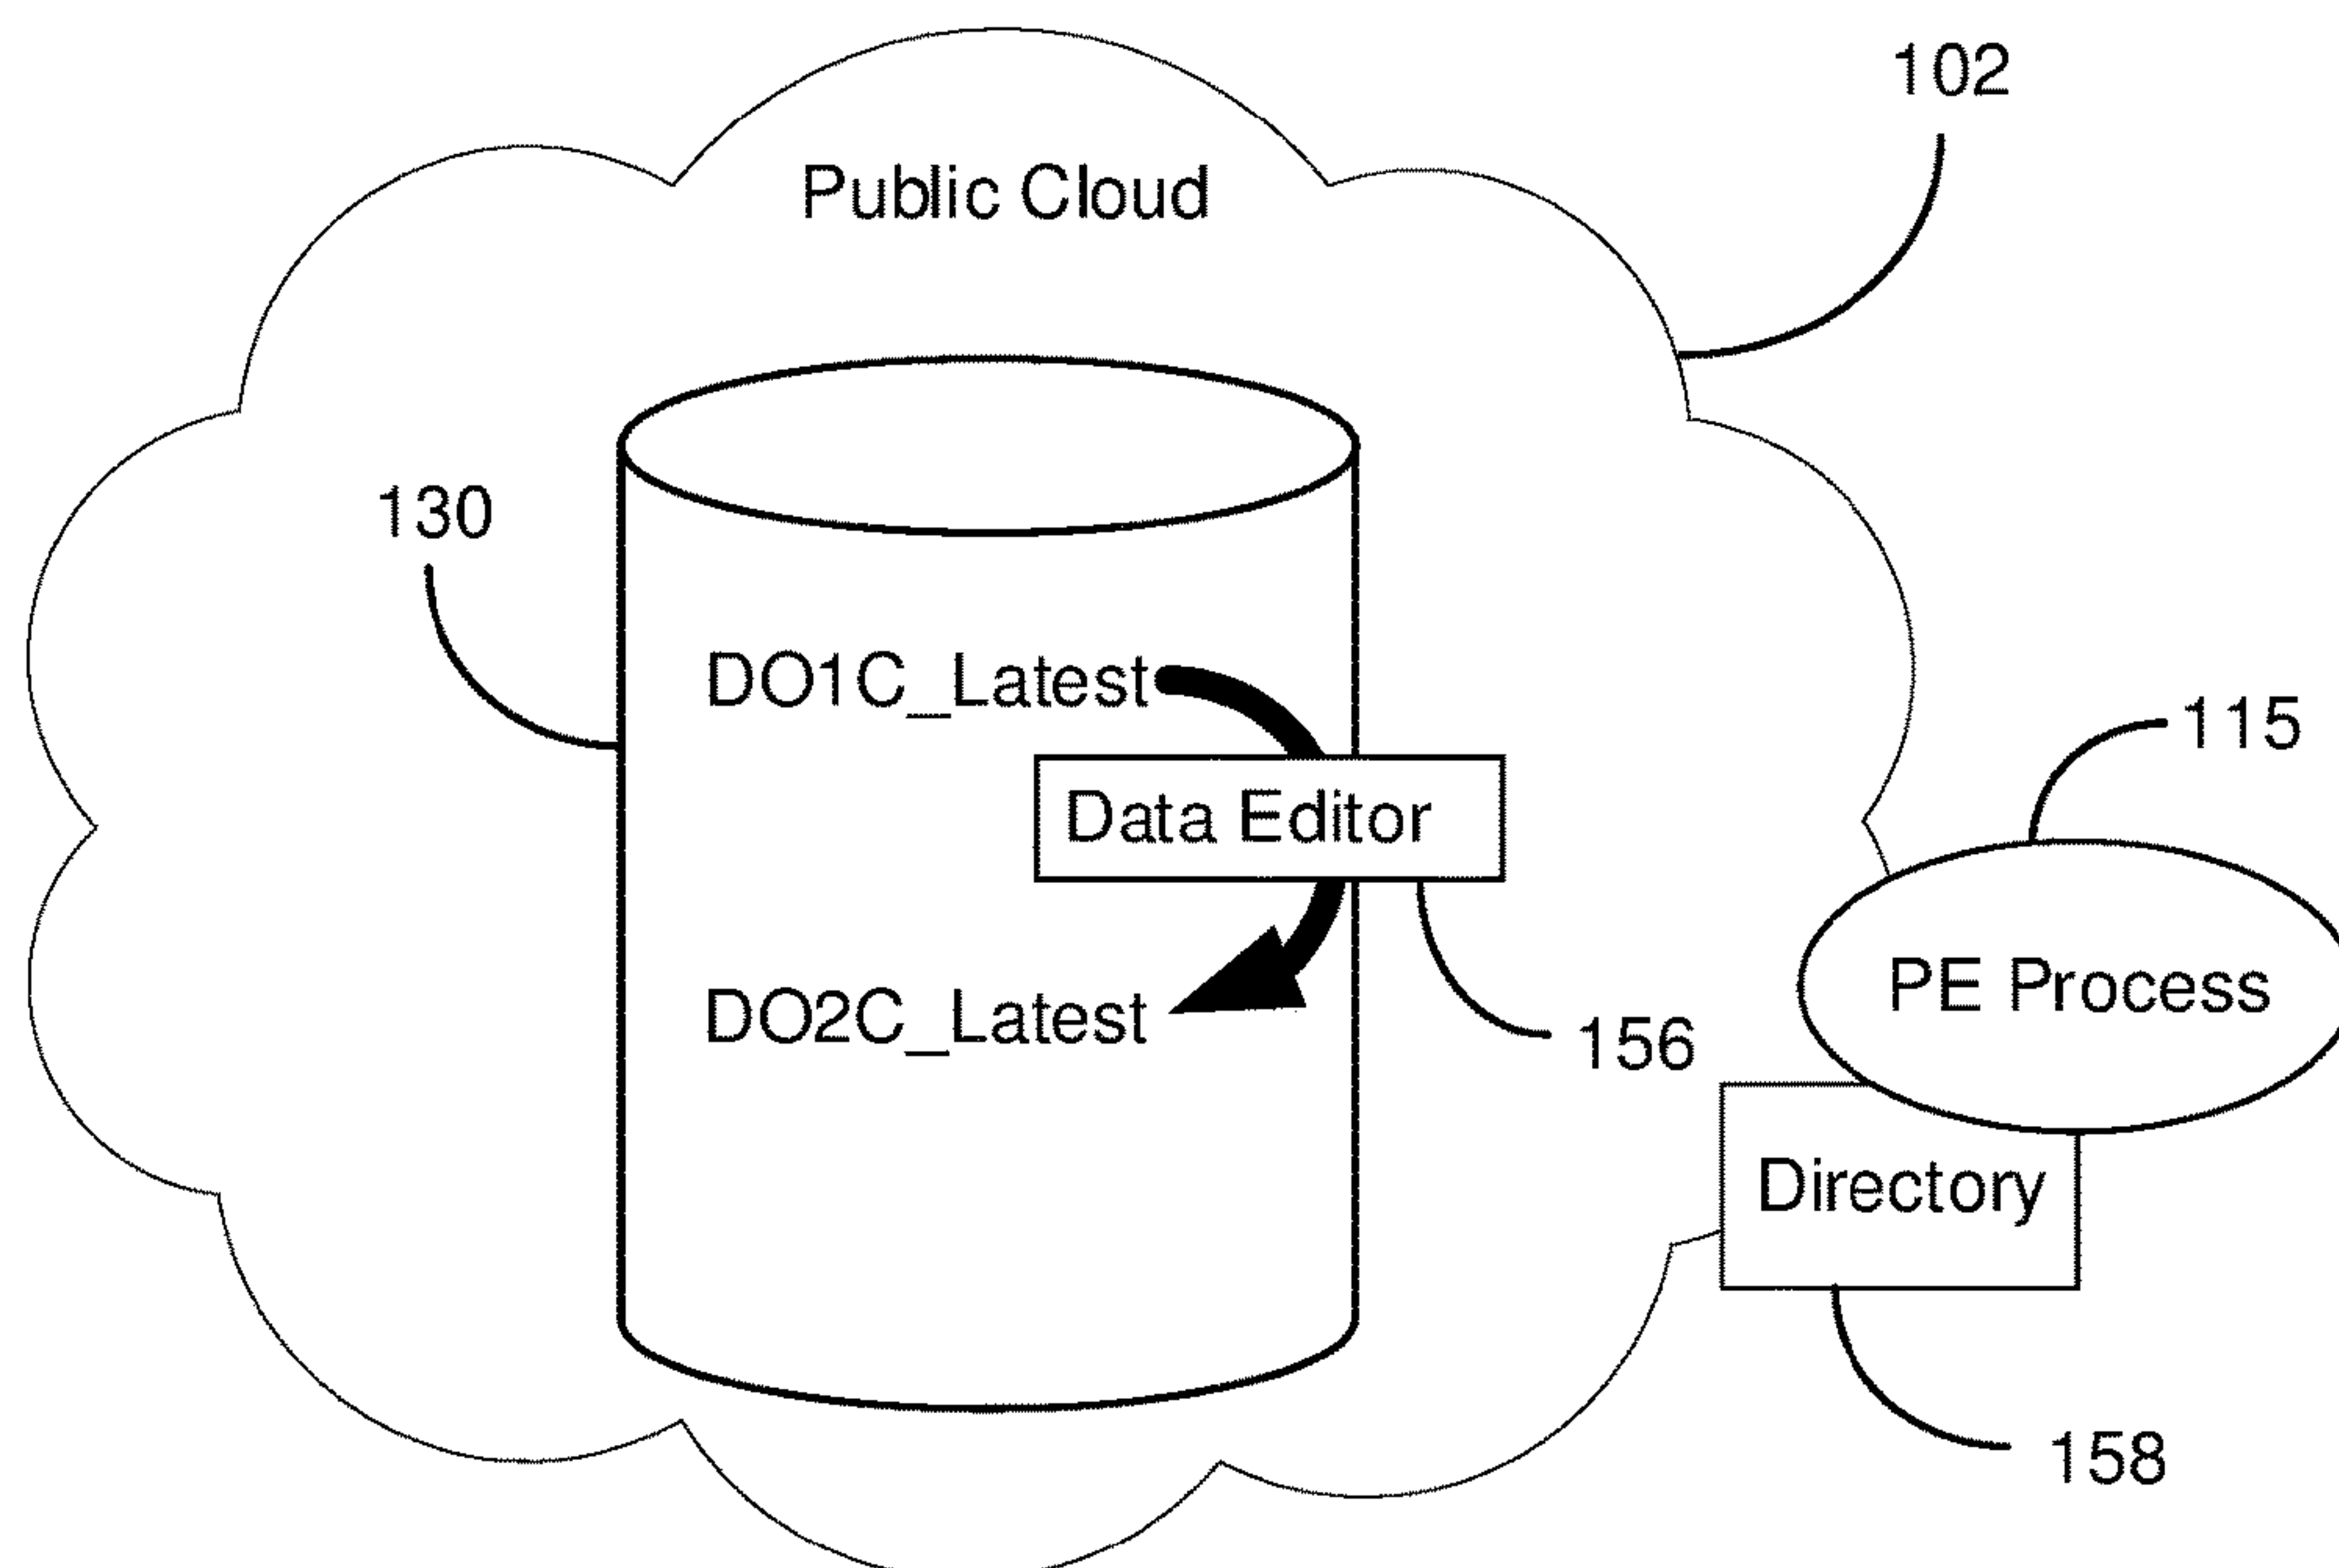 102
Public Cloud
130
DO1C_Latest
115
Data Editor
PE Process
DO2C_Latest
156
Directory
158